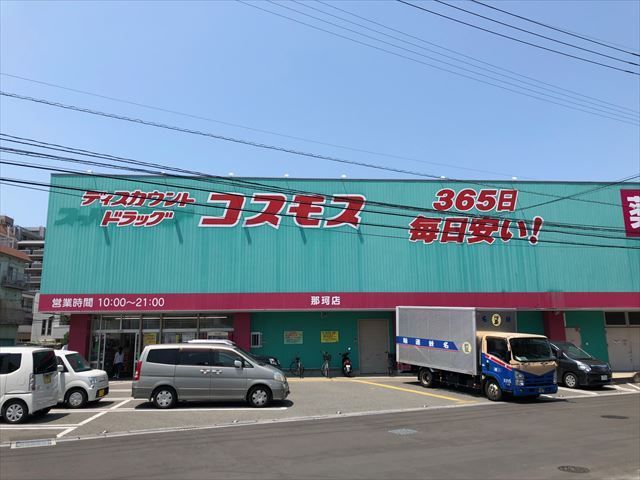 ディスカウント
ドラッグ
コスモス
365日
毎日安い!
営業時間 10:00~21:00
那珂店